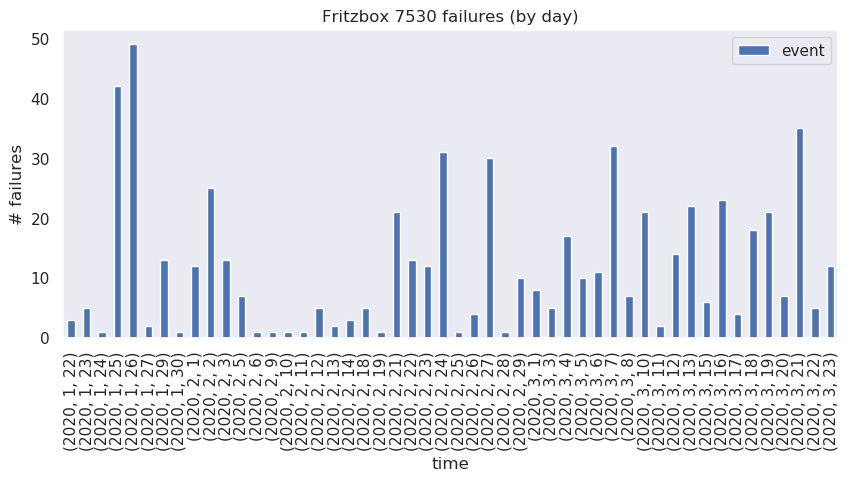 Fritzbox 7530 failures (by day)
event
# failures
50
40
30
20
10
0
(2020, 1, 22)
(2020, 1, 23)
(2020, 1, 24)
(2020, 1, 25)
(2020, 1, 26)
(2020, 1, 27)
(2020, 1, 29)
(2020, 1, 30)
(2020, 2, 1)
(2020, 2, 2)
(2020, 2, 3)
(2020, 2, 5)
(2020, 2, 6)
(2020, 2, 9)
(2020, 2, 10)
(2020, 2, 11)
(2020, 2, 12)
(2020, 2, 13)
(2020, 2, 14)
(2020, 2, 18)
(2020, 2, 19)
(2020, 2, 21)
(2020, 2, 22)
(2020, 2, 23)
(2020, 2, 24)
(2020, 2, 25)
(2020, 2, 26)
(2020, 2, 27)
(2020, 2, 28)
(2020, 2, 29)
(2020, 3, 1)
(2020, 3, 3)
(2020, 3, 4)
(2020, 3, 5)
(2020, 3, 6)
(2020, 3, 7)
(2020, 3, 8)
(2020, 3, 10)
(2020, 3, 11)
(2020, 3, 12)
(2020, 3, 13)
(2020, 3, 15)
(2020, 3, 16)
(2020, 3, 17)
(2020, 3, 18)
(2020, 3, 19)
(2020, 3, 20)
(2020, 3, 21)
(2020, 3, 22)
(2020, 3, 23)
time